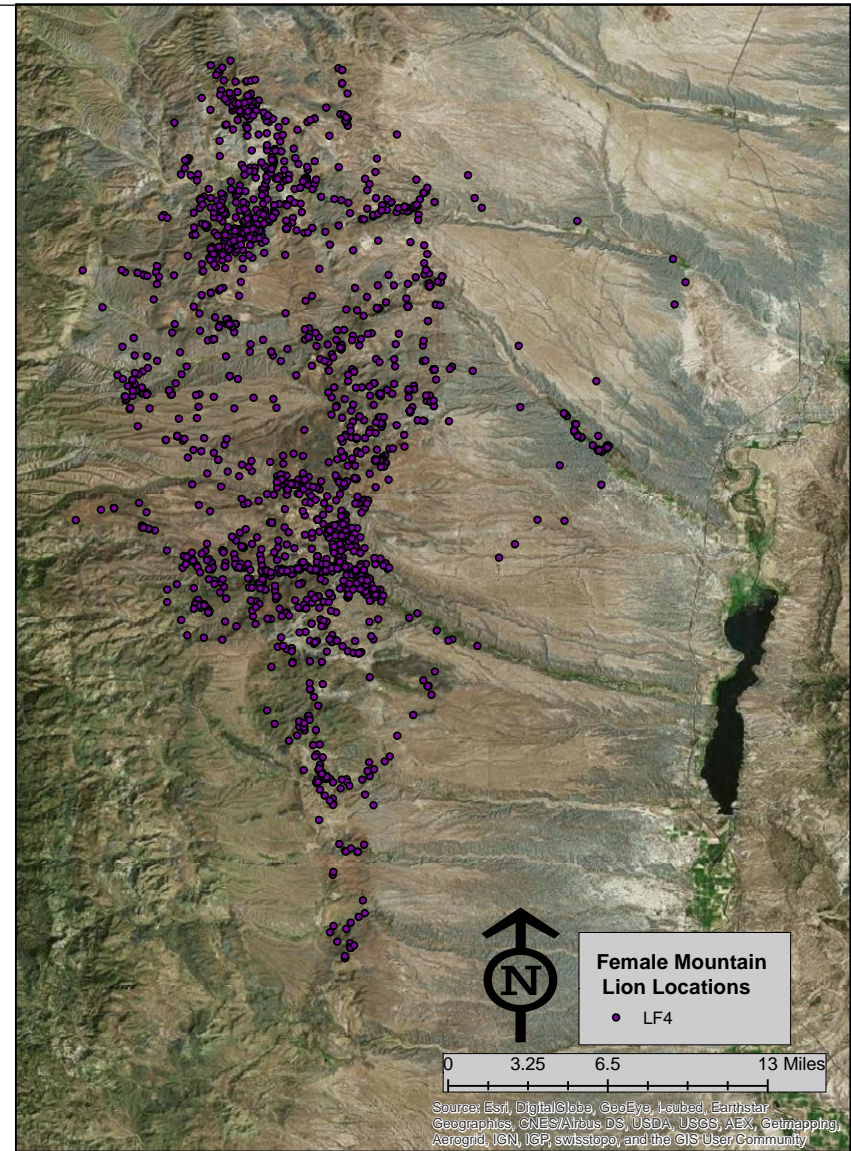 N
Female Mountain
Lion Locations
LF4
0 3.25 6.5 13 Miles
Source: Esri, DigitalGlobe, GeoEye, i-cubed, Earthstar
Geographics, CNES/Airbus DS, USDA, USGS, AEX, Getmapping,
Aerogrid, IGN, IGP, swisstopo, and the GIS User Community